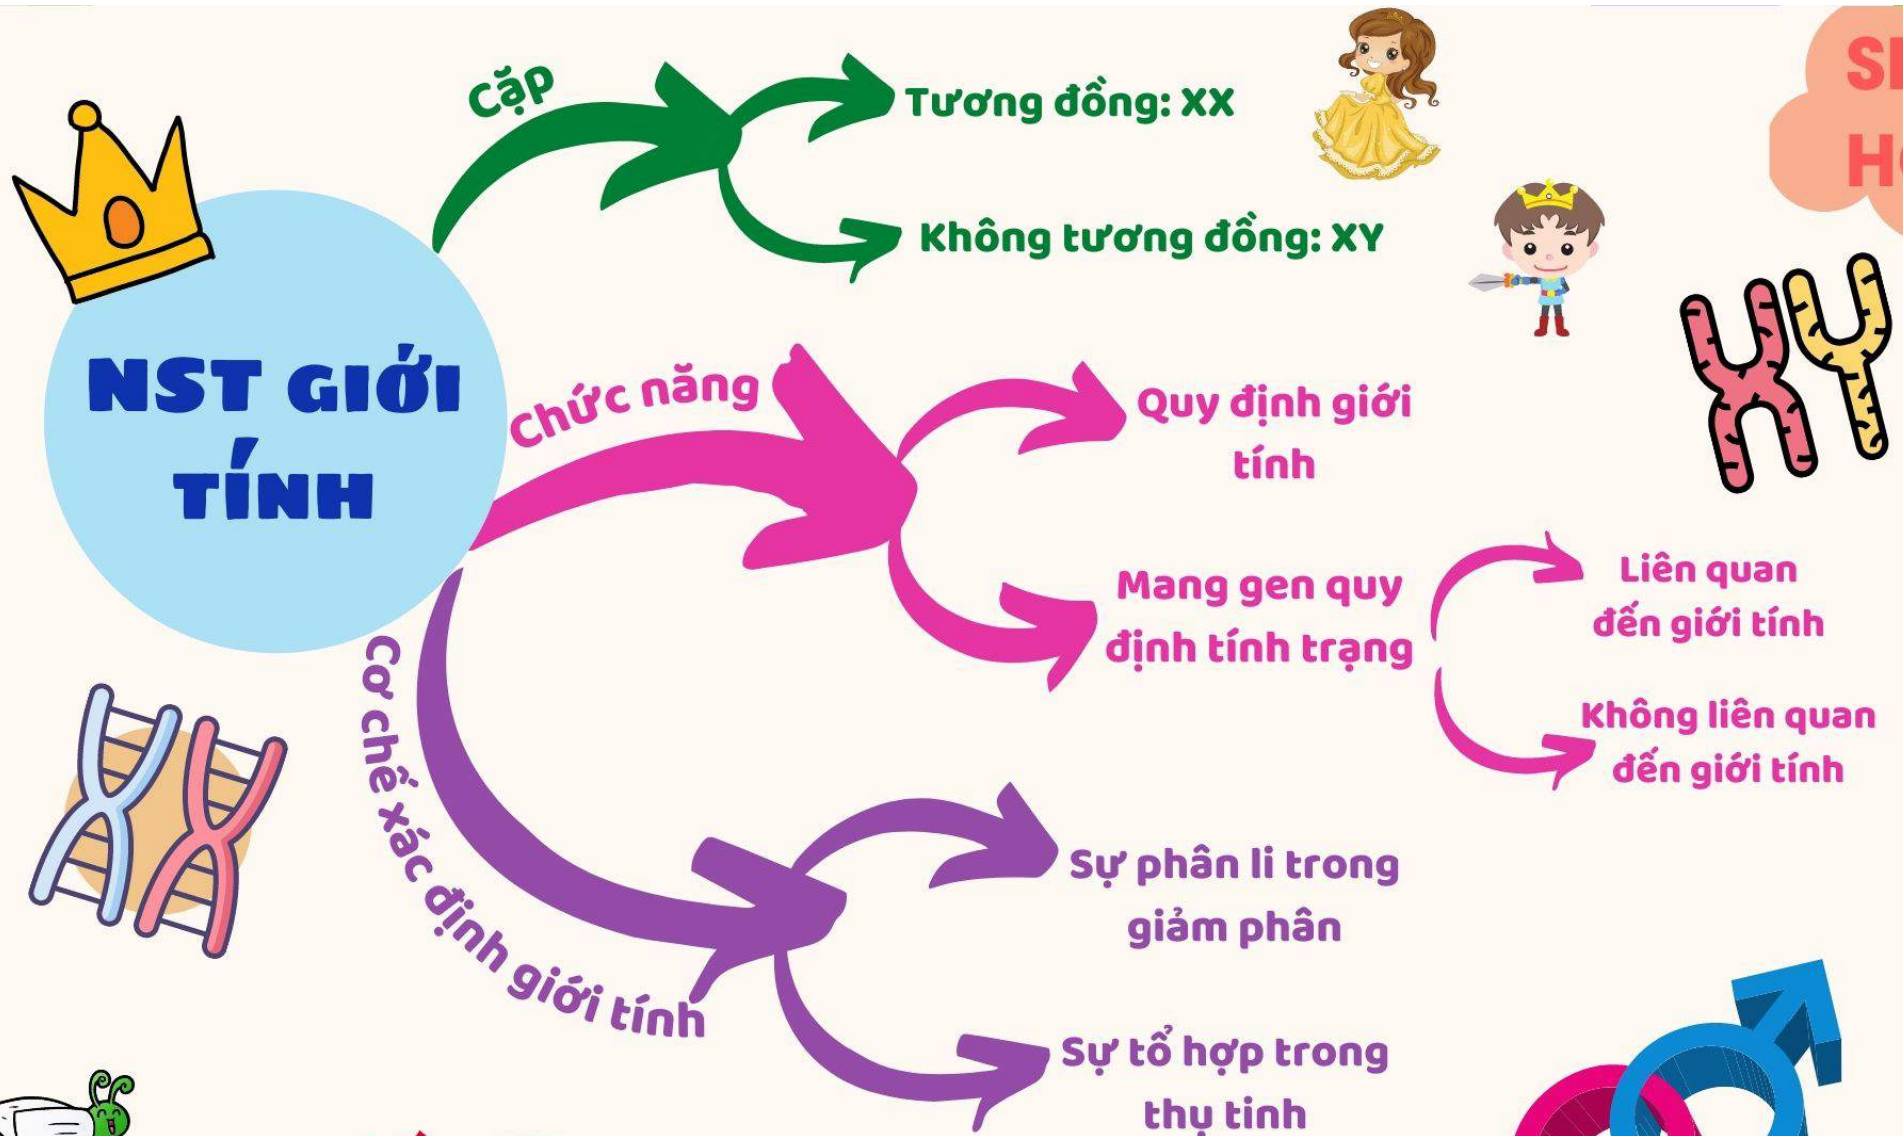 Cặp
Tương đồng: XX
Không tương đồng: XY
NST GIỚI
TÍNH
Chức năng
Quy định giới
tính
Mang gen quy
định tính trạng
Liên quan
đến giới tính
Không liên quan
đến giới tính
Cơ chế xác định giới tính
Sự phân li trong
giảm phân
Sự tổ hợp trong
thụ tinh